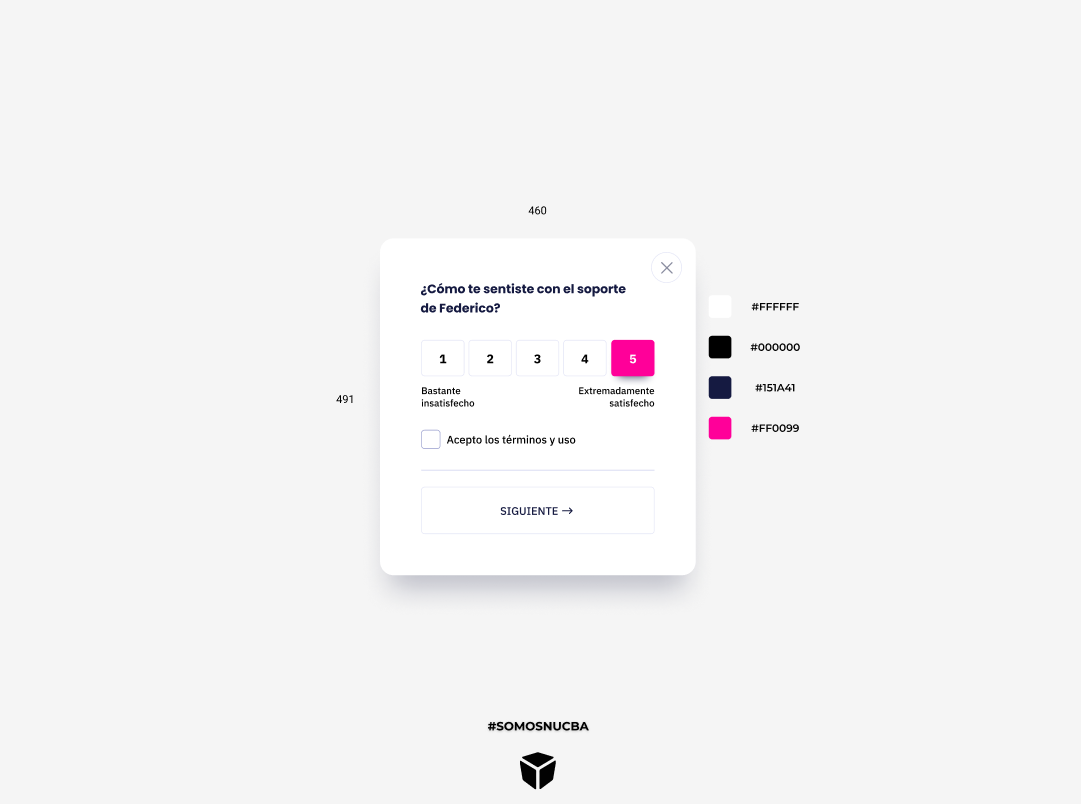 460
¿Cómo te sentiste con el soporte
de Federico?
1 2 3 4 5
Bastante
insatisfecho
Extremadamente
satisfecho
Acepto los términos y uso
SIGUIENTE →
491
#FFFFFF
#000000
#151A41
#FF0099
#SOMOSNUCBA